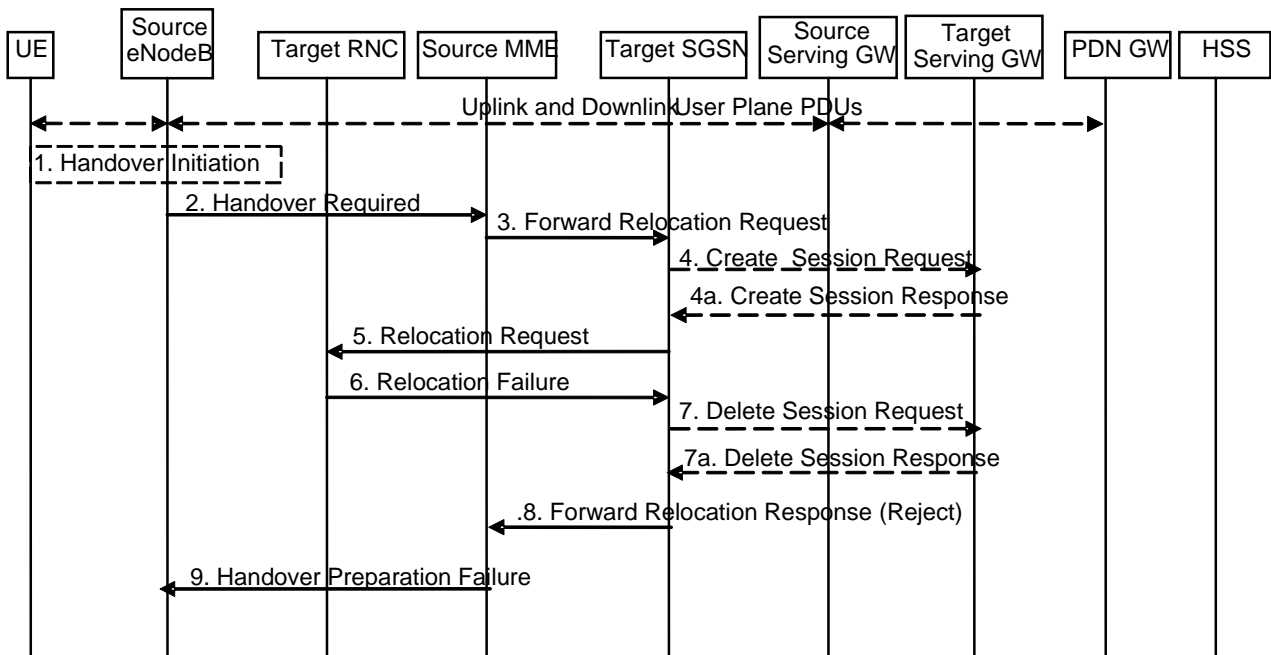 UE
Source
eNodeB
Target RNC
Source MME
Target SGSN
Source
Serving GW
Target
Serving GW
PDN GW
HSS
Uplink and Downlink User Plane PDUs
1. Handover Initiation
2. Handover Required
3. Forward Relocation Request
4. Create Session Request
4a. Create Session Response
5. Relocation Request
6. Relocation Failure
7. Delete Session Request
7a. Delete Session Response
.8. Forward Relocation Response (Reject)
9. Handover Preparation Failure